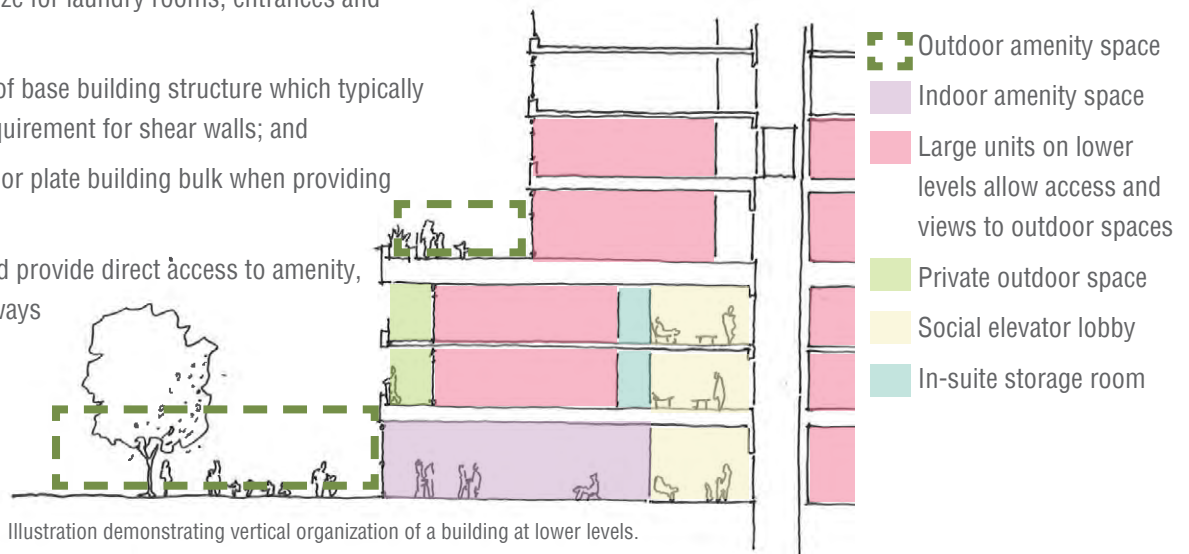 ize for laundry rooms, entrances and
of base building structure which typically
quirement for shear walls; and
or plate building bulk when providing
d provide direct access to amenity,
ways
Outdoor amenity space
Indoor amenity space
Large units on lower
levels allow access and
views to outdoor spaces
Private outdoor space
Social elevator lobby
In-suite storage room
Illustration demonstrating vertical organization of a building at lower levels.